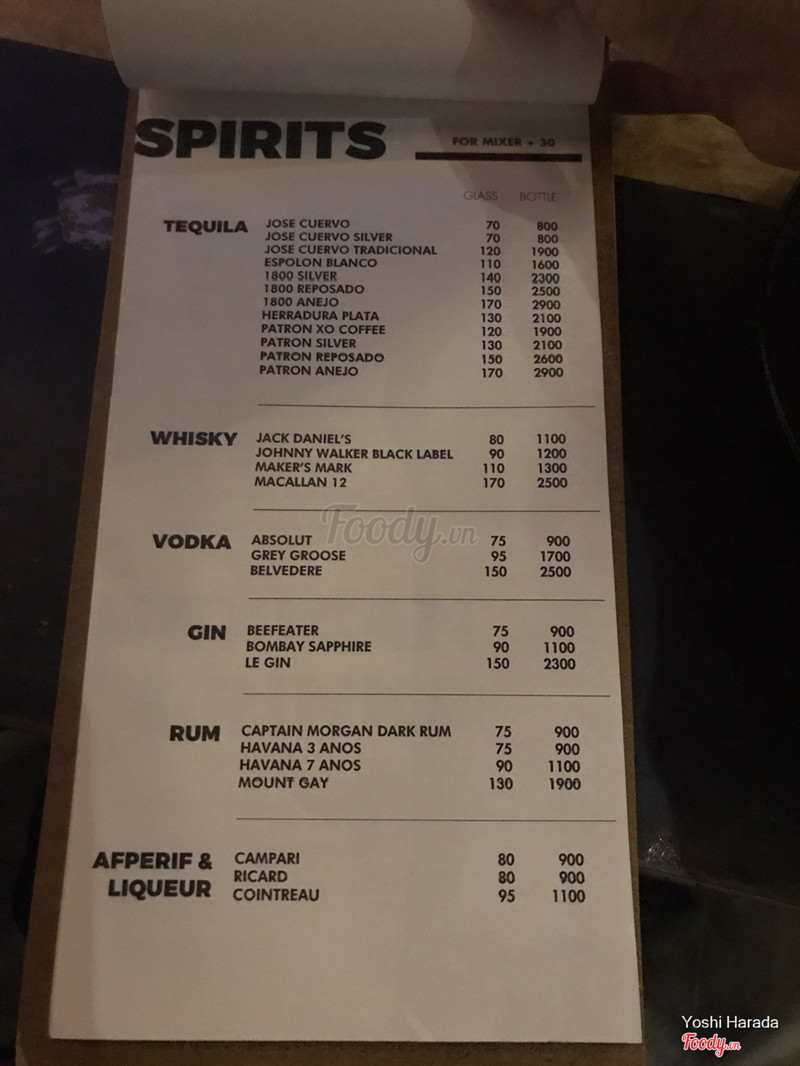 SPIRITS FOR MIXER + 30
GLASS BOTTLE
TEQUILA JOSE CUERVO 70 800
JOSE CUERVO SILVER 70 800
JOSE CUERVO TRADICIONAL 120 1900
ESPOLON BLANCO 110 1600
1800 SILVER 140 2300
1800 REPOSADO 150 2500
1800 ANEJO 170 2900
HERRADURA PLATA 130 2100
PATRON XO COFFEE 120 1900
PATRON SILVER 130 2100
PATRON REPOSADO 150 2600
PATRON ANEJO 170 2900
WHISKY JACK DANIEL'S 80 1100
JOHNNY WALKER BLACK LABEL 90 1200
MAKER'S MARK 110 1300
MACALLAN 12 170 2500
Foody.vn
VODKA ABSOLUT 75 900
GREY GROOSE 95 1700
BELVEDERE 150 2500
GIN BEEFEATER 75 900
BOMBAY SAPPHIRE 90 1100
LE GIN 150 2300
RUM CAPTAIN MORGAN DARK RUM 75 900
HAVANA 3 ANOS 75 900
HAVANA 7 ANOS 90 1100
MOUNT GAY 130 1900
AFPERIF & LIQUEUR CAMPARI 80 900
RICARD 80 900
COINTREAU 95 1100
Yoshi Harada
Foody.vn